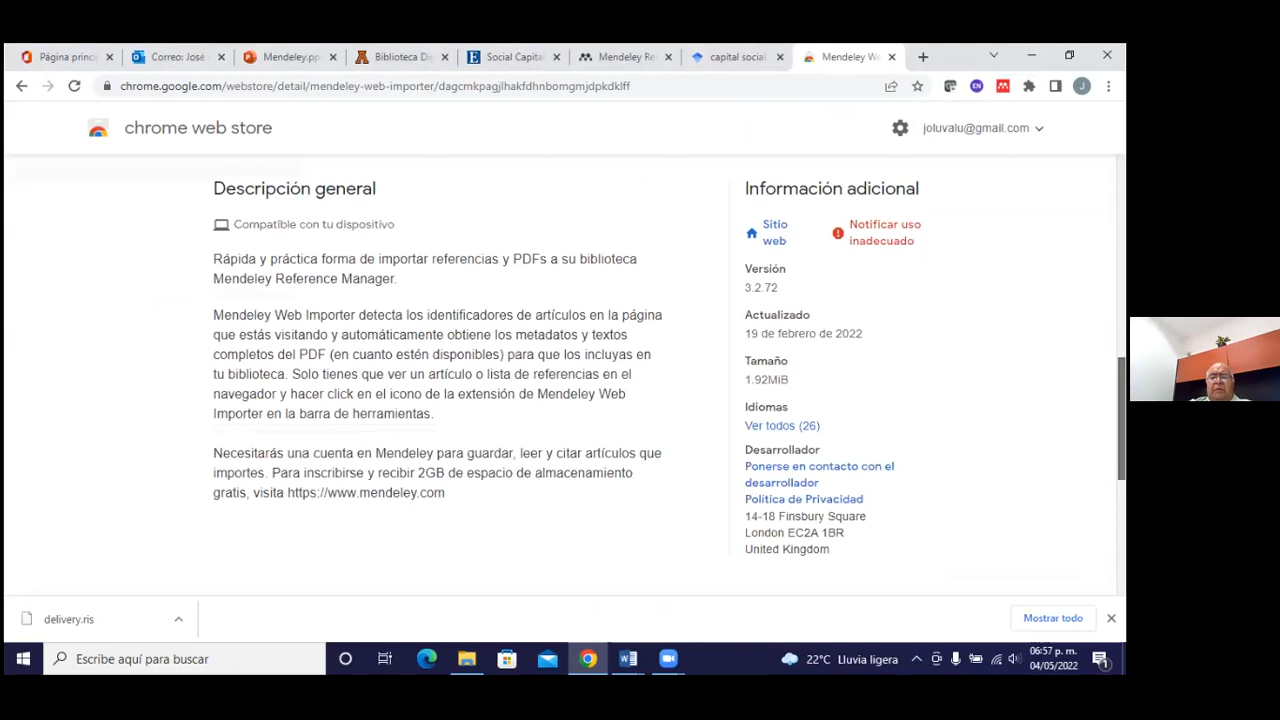 Página princi
Correo: José
Mendeley.pp
Biblioteca Di
Social Capita
Mendeley Re
capital social
Mendeley We
chrome.google.com/webstore/detail/mendeley-web-importer/dagcmkpagjlhakfdhnbomgmjdpkdklff
EN
J
chrome web store
joluvalu@gmail.com
Descripción general
Compatible con tu dispositivo
Rápida y práctica forma de importar referencias y PDFs a su biblioteca
Mendeley Reference Manager.
Mendeley Web Importer detecta los identificadores de artículos en la página
que estás visitando y automáticamente obtiene los metadatos y textos
completos del PDF (en cuanto estén disponibles) para que los incluyas en
tu biblioteca. Solo tienes que ver un artículo o lista de referencias en el
navegador y hacer click en el icono de la extensión de Mendeley Web
Importer en la barra de herramientas.
Necesitarás una cuenta en Mendeley para guardar, leer y citar artículos que
importes. Para inscribirse y recibir 2GB de espacio de almacenamiento
gratis, visita https://www.mendeley.com
Información adicional
Sitio
web
Notificar uso
inadecuado
Versión
3.2.72
Actualizado
19 de febrero de 2022
Tamaño
1.92MiB
Idiomas
Ver todos (26)
Desarrollador
Ponerse en contacto con el
desarrollador
Política de Privacidad
14-18 Finsbury Square
London EC2A 1BR
United Kingdom
delivery.ris
Mostrar todo
Escribe aquí para buscar
22°C Lluvia ligera
06:57 p. m.
04/05/2022
1